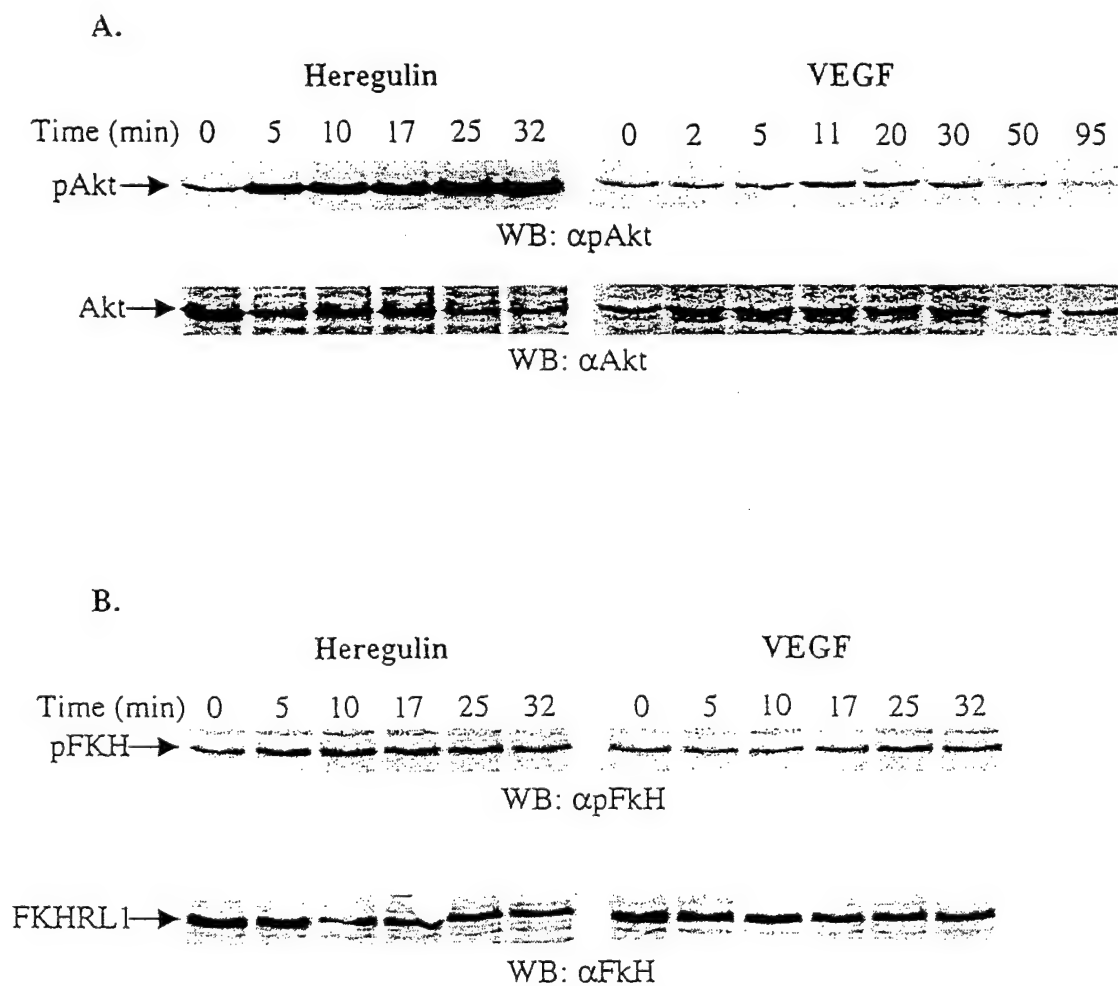 A.
Heregulin VEGF
Time (min) 0 5 10 17 25 32 0 2 5 11 20 30 50 95
pAkt
WB: αpAkt
Akt
WB: αAkt
B.
Heregulin VEGF
Time (min) 0 5 10 17 25 32 0 5 10 17 25 32
pFKH
WB: αpFkH
FKHRL1
WB: αFkH